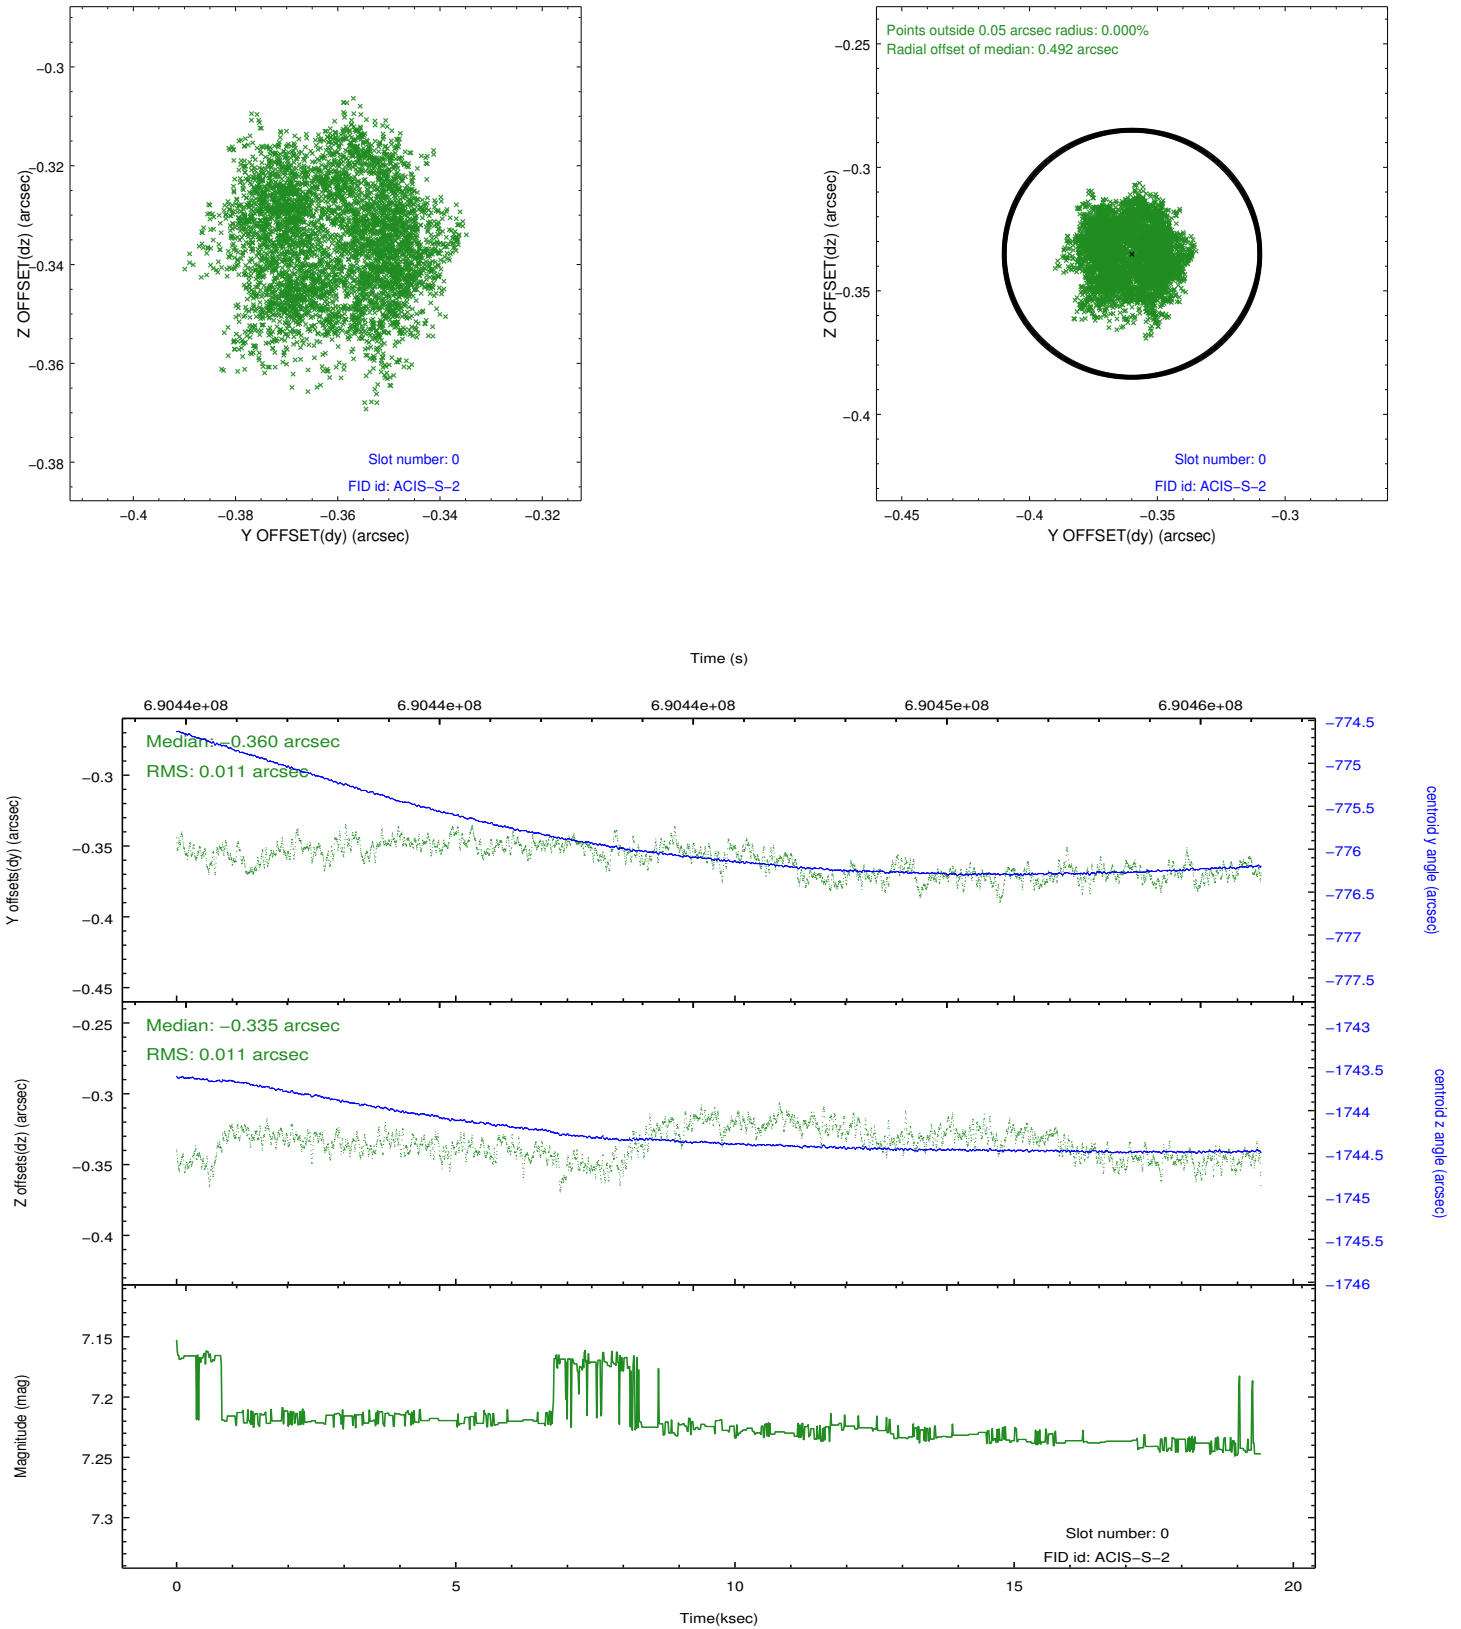 −0.3
−0.32
−0.34
−0.36
−0.38
Z OFFSET(dz) (arcsec)
Slot number: 0
FID id: ACIS−S−2
−0.4
−0.38
−0.36
−0.34
−0.32
Y OFFSET(dy) (arcsec)
Points outside 0.05 arcsec radius: 0.000%
Radial offset of median: 0.492 arcsec
−0.25
−0.3
−0.35
−0.4
Z OFFSET(dz) (arcsec)
Slot number: 0
FID id: ACIS−S−2
−0.45
−0.4
−0.35
−0.3
Y OFFSET(dy) (arcsec)
Time (s)
6.9044e+08
6.9044e+08
6.9044e+08
6.9045e+08
6.9046e+08
Median: −0.360 arcsec
RMS: 0.011 arcsec
−0.3
−0.35
−0.4
−0.45
Y offsets(dy) (arcsec)
−774.5
−775
−775.5
−776
−776.5
−777
−777.5
centroid y angle (arcsec)
Median: −0.335 arcsec
RMS: 0.011 arcsec
−0.25
−0.3
−0.35
−0.4
Z offsets(dz) (arcsec)
−1743
−1743.5
−1744
−1744.5
−1745
−1745.5
−1746
centroid z angle (arcsec)
7.15
7.2
7.25
7.3
Magnitude (mag)
Slot number: 0
FID id: ACIS−S−2
0
5
10
15
20
Time(ksec)